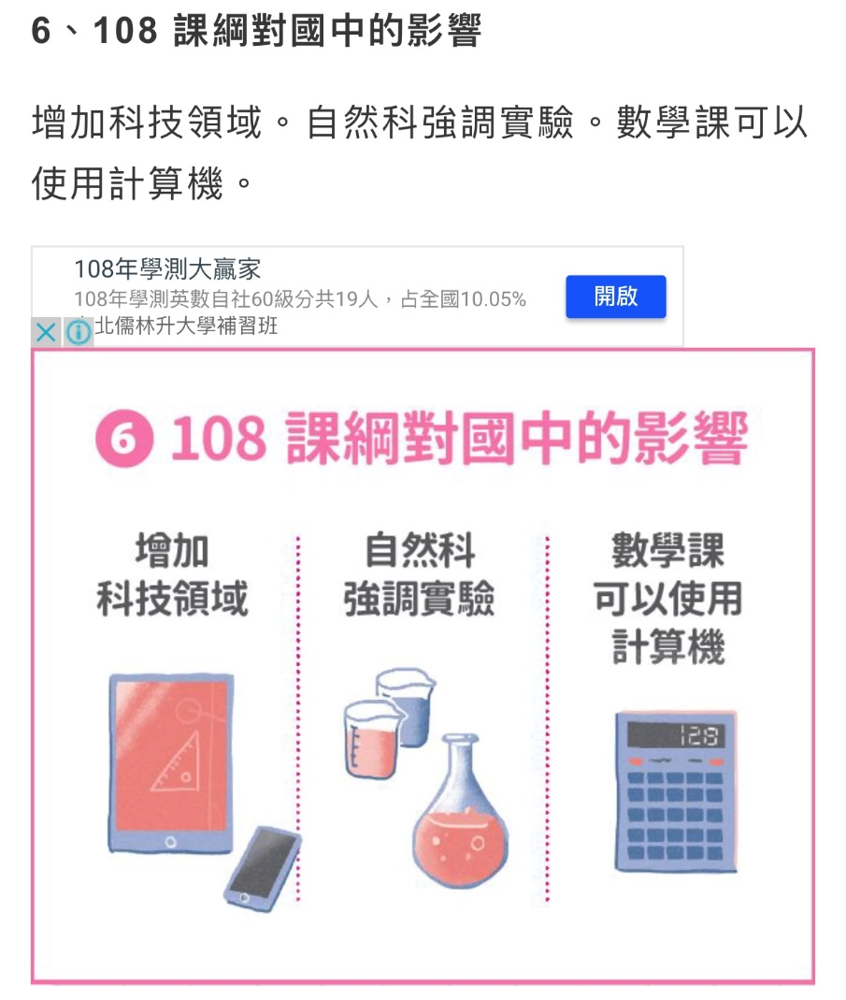 6、108 課綱對國中的影響
增加科技領域。自然科強調實驗。數學課可以
使用計算機。
108年學測大贏家
108年學測英數自社60級分共19人，占全國10.05%
北儒林升大學補習班
開啟
6 108 課綱對國中的影響
增加
科技領域
自然科
強調實驗
數學課
可以使用
計算機
128